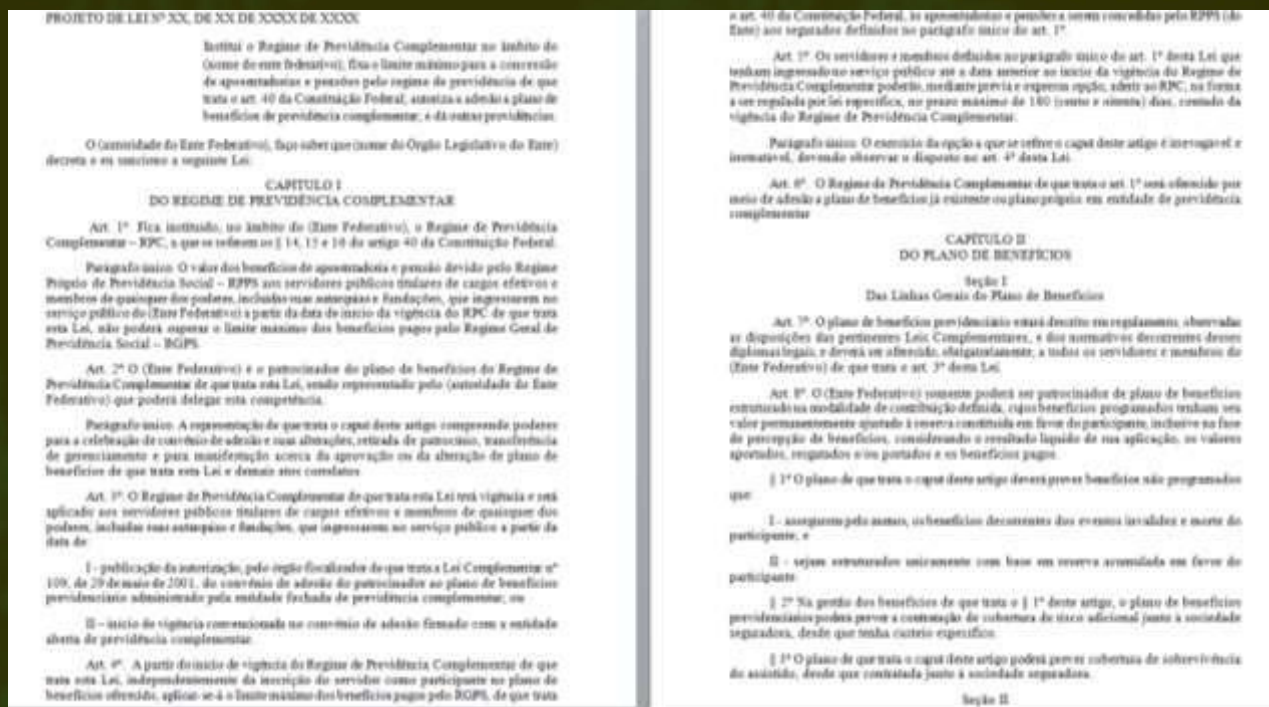 PROJETO DE LEI Nº XX, DE XX DE XXXX DE XXXX
Institui o Regime de Previdência Complementar no âmbito do
(nome do ente federativo); fixa o limite máximo para a concessão
de aposentadorias e pensões pelo regime de previdência de que
trata o art. 40 da Constituição Federal; autoriza a adesão a plano de
benefícios de previdência complementar; e dá outras providências.
O (autoridade do Ente Federativo), faço saber que (nome do Órgão Legislativo do Ente)
decreta e eu sanciono a seguinte Lei:
CAPÍTULO I
DO REGIME DE PREVIDÊNCIA COMPLEMENTAR
Art. 1º Fica instituído, no âmbito do (Ente Federativo), o Regime de Previdência
Complementar – RPC, a que se referem os § 14, 15 e 16 do artigo 40 da Constituição Federal.
Parágrafo único. O valor dos benefícios de aposentadoria e pensão devido pelo Regime
Próprio de Previdência Social – RPPS aos servidores públicos titulares de cargos efetivos e
membros de quaisquer dos poderes, incluídas suas autarquias e fundações, que ingressarem no
serviço público do (Ente Federativo) a partir da data de início da vigência do RPC de que trata
esta Lei, não poderá superar o limite máximo dos benefícios pagos pelo Regime Geral de
Previdência Social – RGPS.
Art. 2º O (Ente Federativo) é o patrocinador do plano de benefícios do Regime de
Previdência Complementar de que trata esta Lei, sendo representado pelo (autoridade do Ente
Federativo) que poderá delegar esta competência.
Parágrafo único. A representação de que trata o caput deste artigo compreende poderes
para a celebração de convênio de adesão e suas alterações, retirada de patrocínio, transferência
de gerenciamento e para manifestação acerca da aprovação ou da alteração de plano de
benefícios de que trata esta Lei e demais atos correlatos.
Art. 3º. O Regime de Previdência Complementar de que trata esta Lei terá vigência e será
aplicado aos servidores públicos titulares de cargos efetivos e membros de quaisquer dos
poderes, incluídas suas autarquias e fundações, que ingressarem no serviço público a partir da
data de:
I - publicação da autorização, pelo órgão fiscalizador de que trata a Lei Complementar nº
109, de 29 de maio de 2001, do convênio de adesão do patrocinador ao plano de benefícios
previdenciário administrado pela entidade fechada de previdência complementar; ou
II – início de vigência convencionada no convênio de adesão firmado com a entidade
aberta de previdência complementar.
Art. 4º. A partir do início de vigência do Regime de Previdência Complementar de que
trata esta Lei, independentemente da inscrição do servidor como participante no plano de
benefícios oferecido, aplicar-se-á o limite máximo dos benefícios pagos pelo RGPS, de que trata
o art. 40 da Constituição Federal, às aposentadorias e pensões a serem concedidas pelo RPPS (do
Ente) aos segurados definidos no parágrafo único do art. 1º.
Art. 5º Os servidores e membros definidos no parágrafo único do art. 1º desta Lei que
tenham ingressado no serviço público até a data anterior ao início da vigência do Regime de
Previdência Complementar poderão, mediante prévia e expressa opção, aderir ao RPC, na forma
a ser regulada por lei específica, no prazo máximo de 180 (cento e oitenta) dias, contado da
vigência do Regime de Previdência Complementar.
Parágrafo único. O exercício da opção a que se refere o caput deste artigo é irrevogável e
irretratável, devendo observar o disposto no art. 4º desta Lei.
Art. 6º. O Regime de Previdência Complementar de que trata o art. 1º será oferecido por
meio de adesão a plano de benefícios já existente ou plano próprio em entidade de previdência
complementar.
CAPÍTULO II
DO PLANO DE BENEFÍCIOS
Seção I
Das Linhas Gerais do Plano de Benefícios
Art. 7º. O plano de benefícios previdenciário estará descrito em regulamento, observadas
as disposições das pertinentes Leis Complementares, e dos normativos decorrentes desses
diplomas legais, e deverá ser oferecido, obrigatoriamente, a todos os servidores e membros do
(Ente Federativo) de que trata o art. 3º desta Lei.
Art. 8º. O (Ente Federativo) somente poderá ser patrocinador de plano de benefícios
estruturado na modalidade de contribuição definida, cujos benefícios programados tenham seu
valor permanentemente ajustado à reserva constituída em favor do participante, inclusive na fase
de percepção de benefícios, considerando o resultado líquido de sua aplicação, os valores
aportados, resgatados e/ou portados e os benefícios pagos.
§ 1º O plano de que trata o caput deste artigo deverá prever benefícios não programados
que:
I - assegurem pelo menos, os benefícios decorrentes dos eventos invalidez e morte do
participante; e
II - sejam estruturados unicamente com base em reserva acumulada em favor do
participante.
§ 2º Na gestão dos benefícios de que trata o § 1º deste artigo, o plano de benefícios
previdenciários poderá prever a contratação de cobertura de risco adicional junto à sociedade
seguradora, desde que tenha custeio específico.
§ 3º O plano de que trata o caput deste artigo poderá prever cobertura de sobrevivência
do assistido, desde que contratada junto à sociedade seguradora.
Seção II